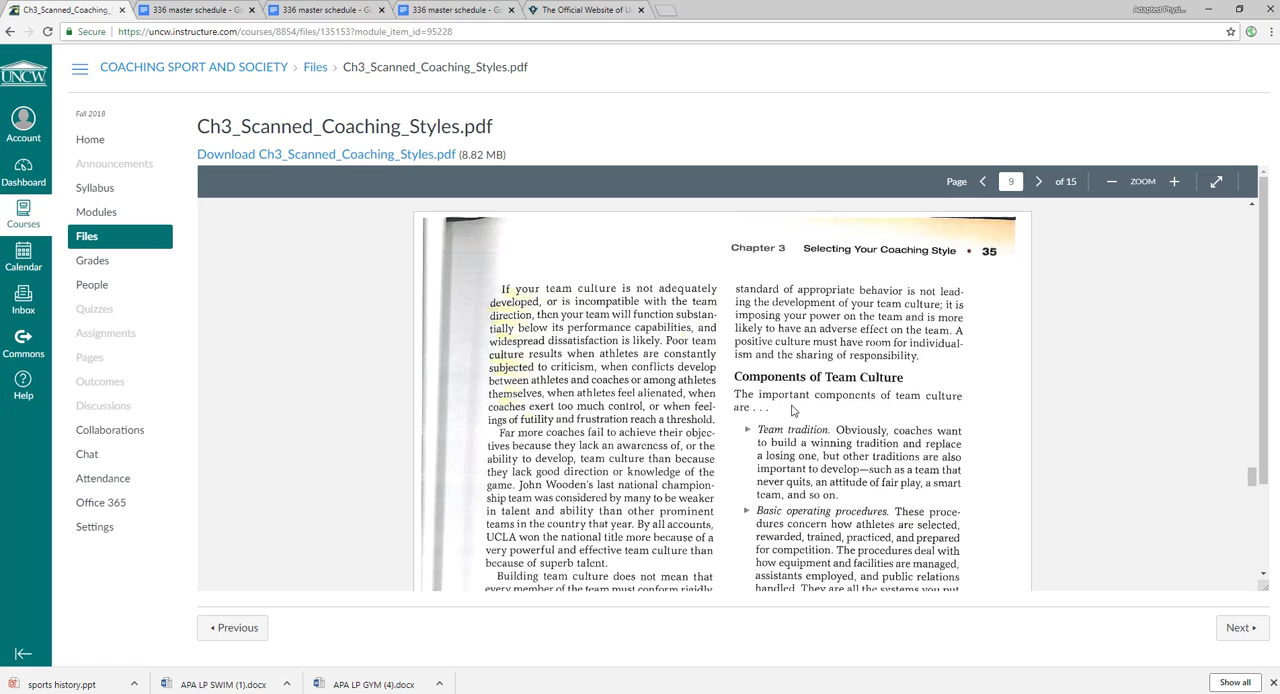 Ch3_Scanned_Coaching_
336 master schedule - G
336 master schedule - G
336 master schedule - G
The Official Website of U
Adapted Physi...
Secure
https://uncw.instructure.com/courses/8854/files/135153?module_item_id=95228
UNCW
COACHING SPORT AND SOCIETY › Files › Ch3_Scanned_Coaching_Styles.pdf
Account
Dashboard
Courses
Calendar
Inbox
Commons
Help
Fall 2018
Home
Announcements
Syllabus
Modules
Files
Grades
People
Quizzes
Assignments
Pages
Outcomes
Discussions
Collaborations
Chat
Attendance
Office 365
Settings
Ch3_Scanned_Coaching_Styles.pdf
Download Ch3_Scanned_Coaching_Styles.pdf (8.82 MB)
Page 9 of 15 ZOOM
Chapter 3 Selecting Your Coaching Style • 35
If your team culture is not adequately
developed, or is incompatible with the team
direction, then your team will function substan-
tially below its performance capabilities, and
widespread dissatisfaction is likely. Poor team
culture results when athletes are constantly
subjected to criticism, when conflicts develop
between athletes and coaches or among athletes
themselves, when athletes feel alienated, when
coaches exert too much control, or when feel-
ings of futility and frustration reach a threshold.
Far more coaches fail to achieve their objec-
tives because they lack an awareness of, or the
ability to develop, team culture than because
they lack good direction or knowledge of the
game. John Wooden's last national champion-
ship team was considered by many to be weaker
in talent and ability than other prominent
teams in the country that year. By all accounts,
UCLA won the national title more because of a
very powerful and effective team culture than
because of superb talent.
Building team culture does not mean that
every member of the team must conform rigidly
standard of appropriate behavior is not lead-
ing the development of your team culture; it is
imposing your power on the team and is more
likely to have an adverse effect on the team. A
positive culture must have room for individual-
ism and the sharing of responsibility.
Components of Team Culture
The important components of team culture
are . . .
Team tradition. Obviously, coaches want
to build a winning tradition and replace
a losing one, but other traditions are also
important to develop—such as a team that
never quits, an attitude of fair play, a smart
team, and so on.
Basic operating procedures. These proce-
dures concern how athletes are selected,
rewarded, trained, practiced, and prepared
for competition. The procedures deal with
how equipment and facilities are managed,
assistants employed, and public relations
handled. They are all the systems you put
Previous
Next
sports history.ppt
APA LP SWIM (1).docx
APA LP GYM (4).docx
Show all